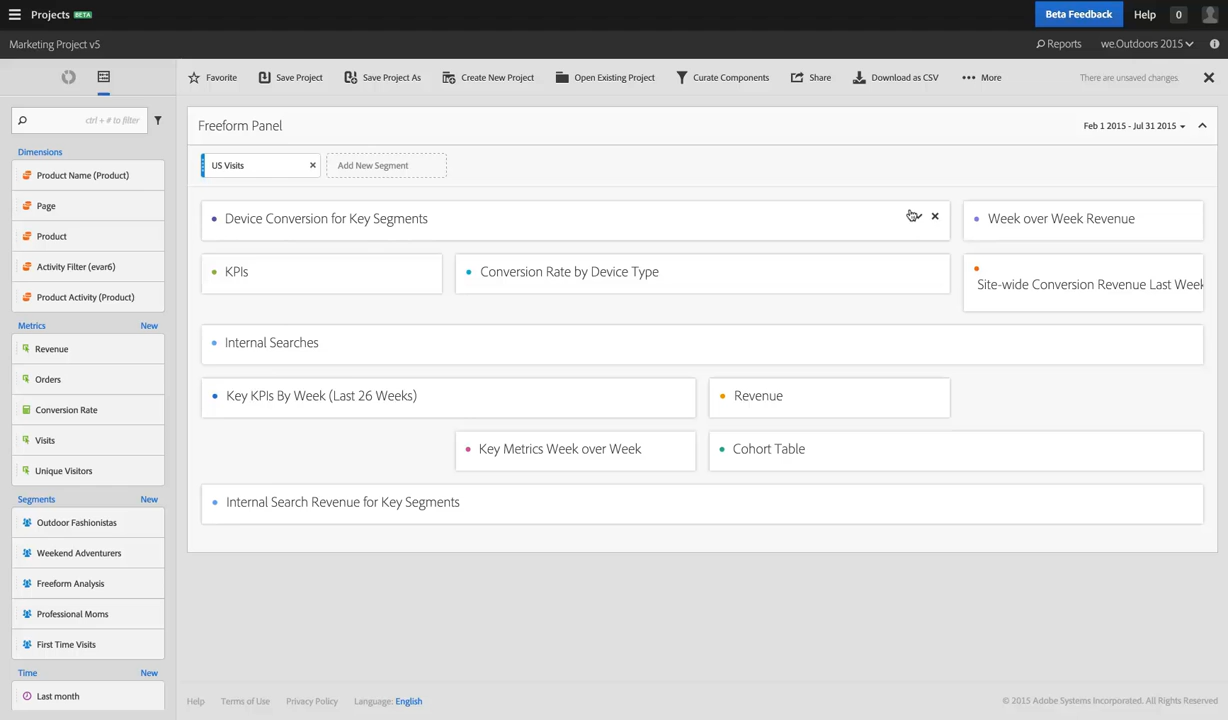 Projects BETA
Beta Feedback
Help
0
Marketing Project v5
Reports
we.Outdoors 2015
Favorite
Save Project
Save Project As
Create New Project
Open Existing Project
Curate Components
Share
Download as CSV
More
There are unsaved changes.
ctrl + # to filter
Dimensions
Product Name (Product)
Page
Product
Activity Filter (evar6)
Product Activity (Product)
Metrics
New
Revenue
Orders
Conversion Rate
Visits
Unique Visitors
Segments
New
Outdoor Fashionistas
Weekend Adventurers
Freeform Analysis
Professional Moms
First Time Visits
Time
New
Last month
Freeform Panel
Feb 1 2015 - Jul 31 2015
US Visits
Add New Segment
Device Conversion for Key Segments
Week over Week Revenue
KPIs
Conversion Rate by Device Type
Site-wide Conversion Revenue Last Week
Internal Searches
Key KPIs By Week (Last 26 Weeks)
Revenue
Key Metrics Week over Week
Cohort Table
Internal Search Revenue for Key Segments
Help
Terms of Use
Privacy Policy
Language: English
© 2015 Adobe Systems Incorporated. All Rights Reserved